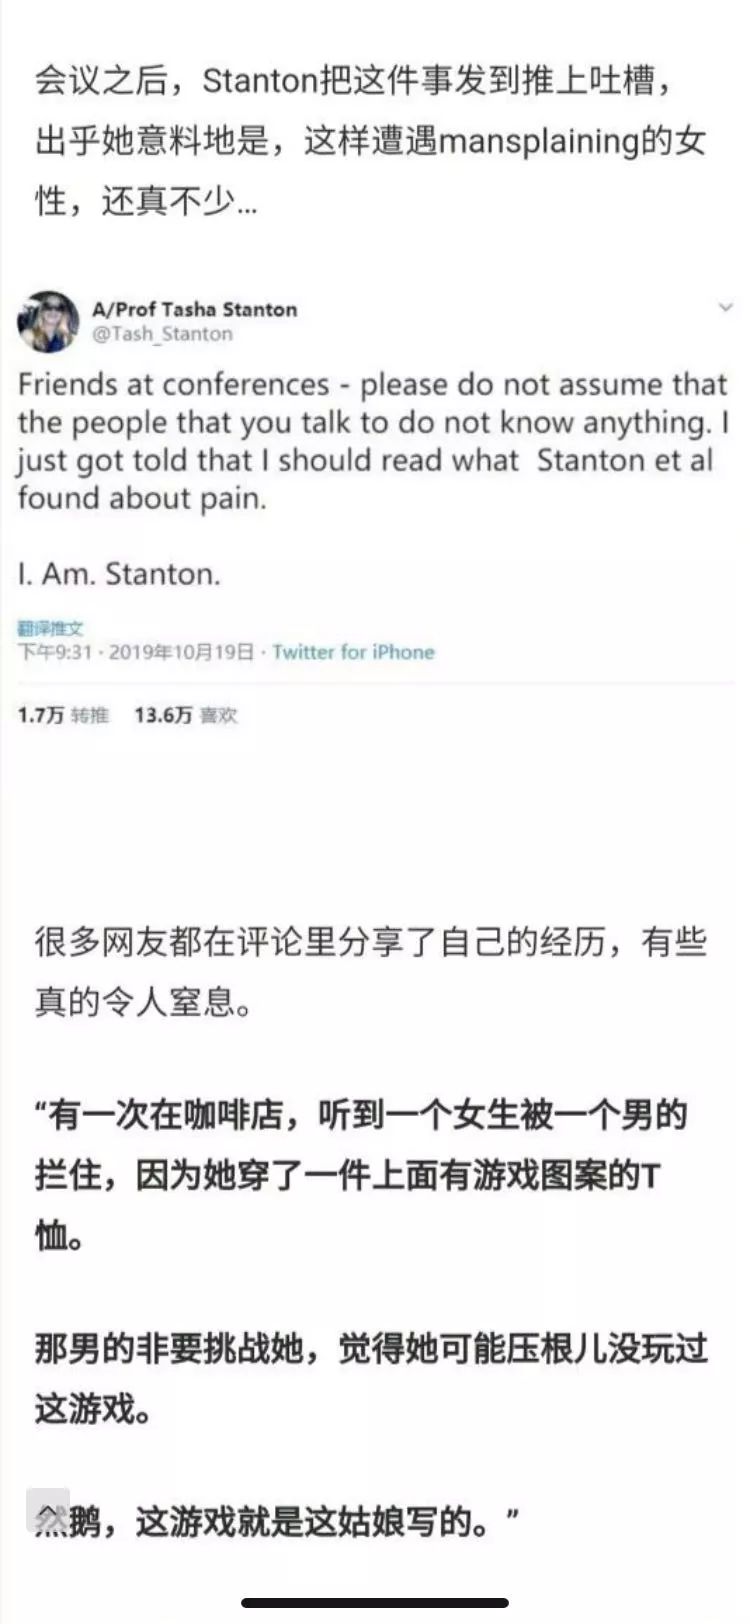 会议之后，Stanton把这件事发到推上吐槽，
出乎她意料地是，这样遭遇mansplaining的女
性，还真不少...
A/Prof Tasha Stanton
@Tash_Stanton
Friends at conferences - please do not assume that
the people that you talk to do not know anything. I
just got told that I should read what Stanton et al
found about pain.
I. Am. Stanton.
翻译推文
下午9:31 · 2019年10月19日 · Twitter for iPhone
1.7万 转推 13.6万 喜欢
很多网友都在评论里分享了自己的经历，有些
真的令人窒息。
“有一次在咖啡店，听到一个女生被一个男的
拦住，因为她穿了一件上面有游戏图案的T
恤。
那男的非要挑战她，觉得她可能压根儿没玩过
这游戏。
然鹅，这游戏就是这姑娘写的。”